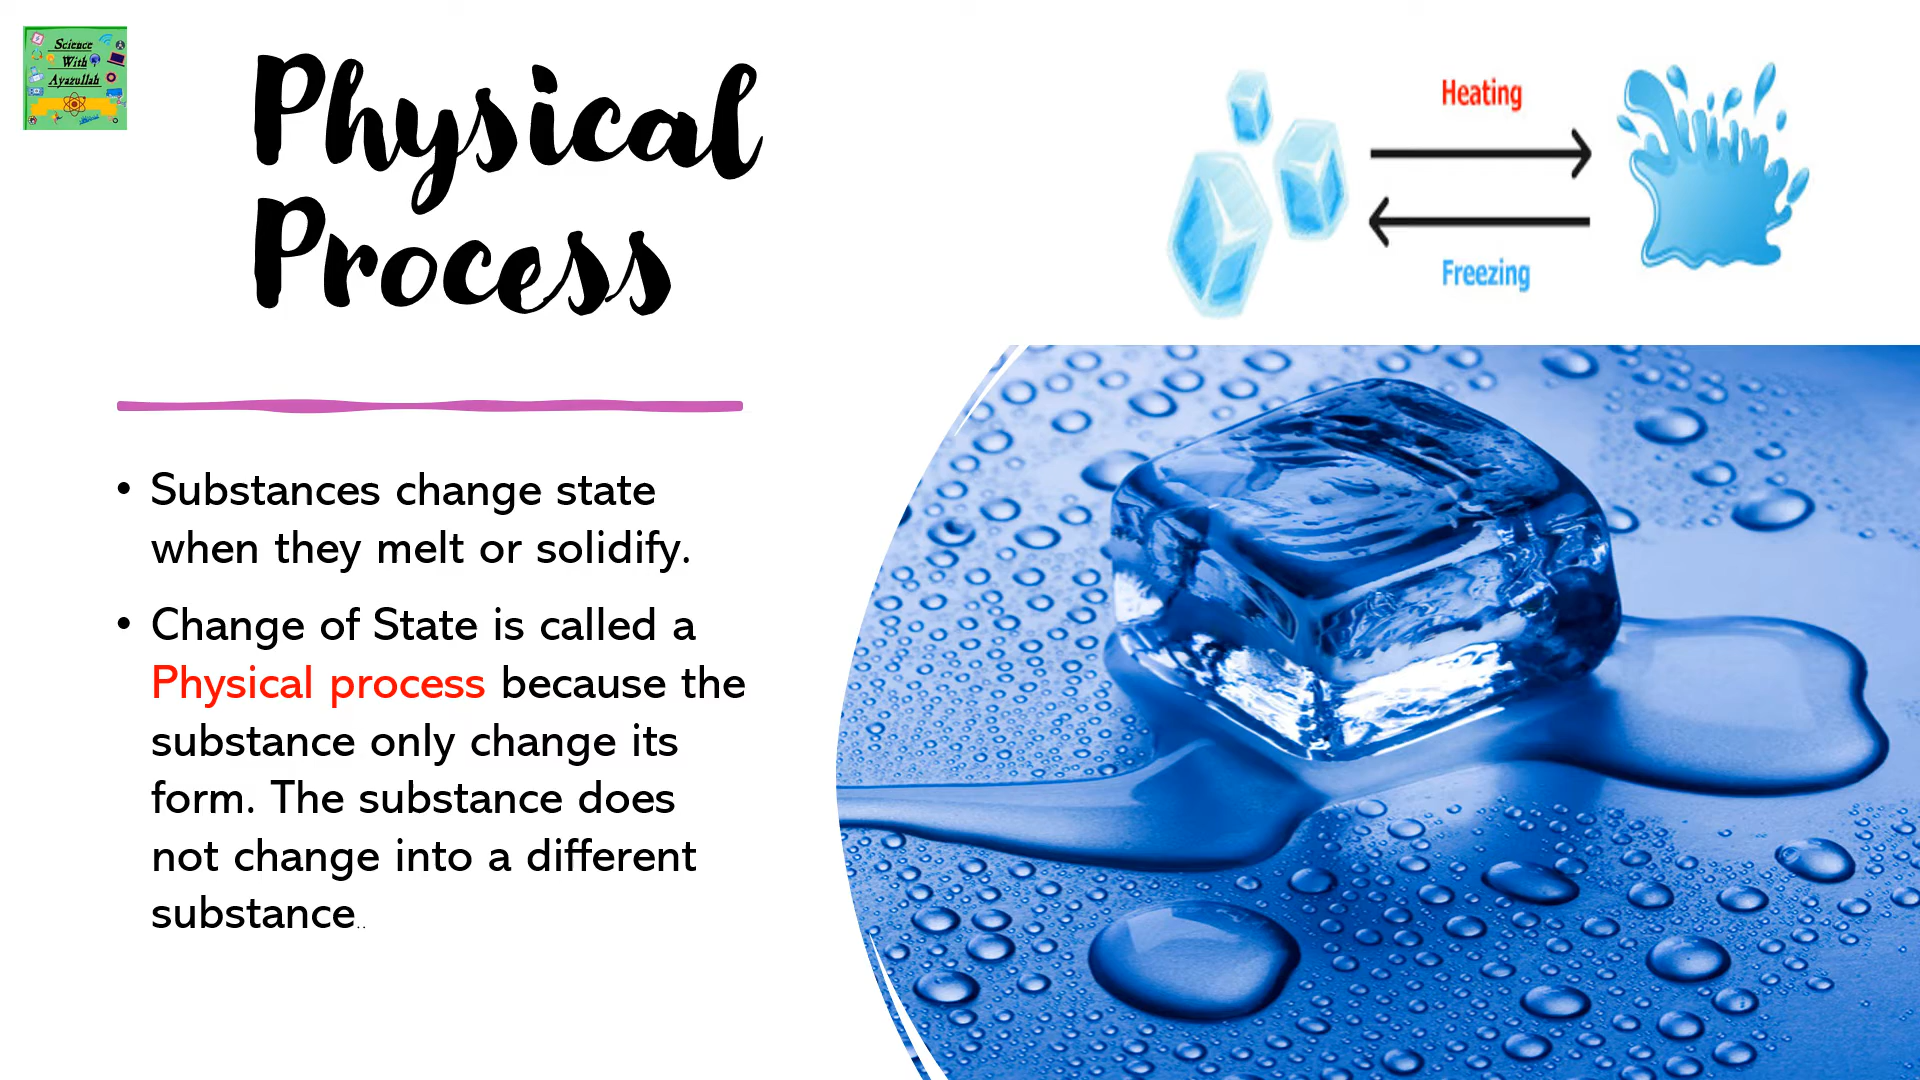 Science
With
Ayazullah
Physical
Process
Heating
Freezing
• Substances change state
when they melt or solidify.
• Change of State is called a
Physical process because the
substance only change its
form. The substance does
not change into a different
substance..